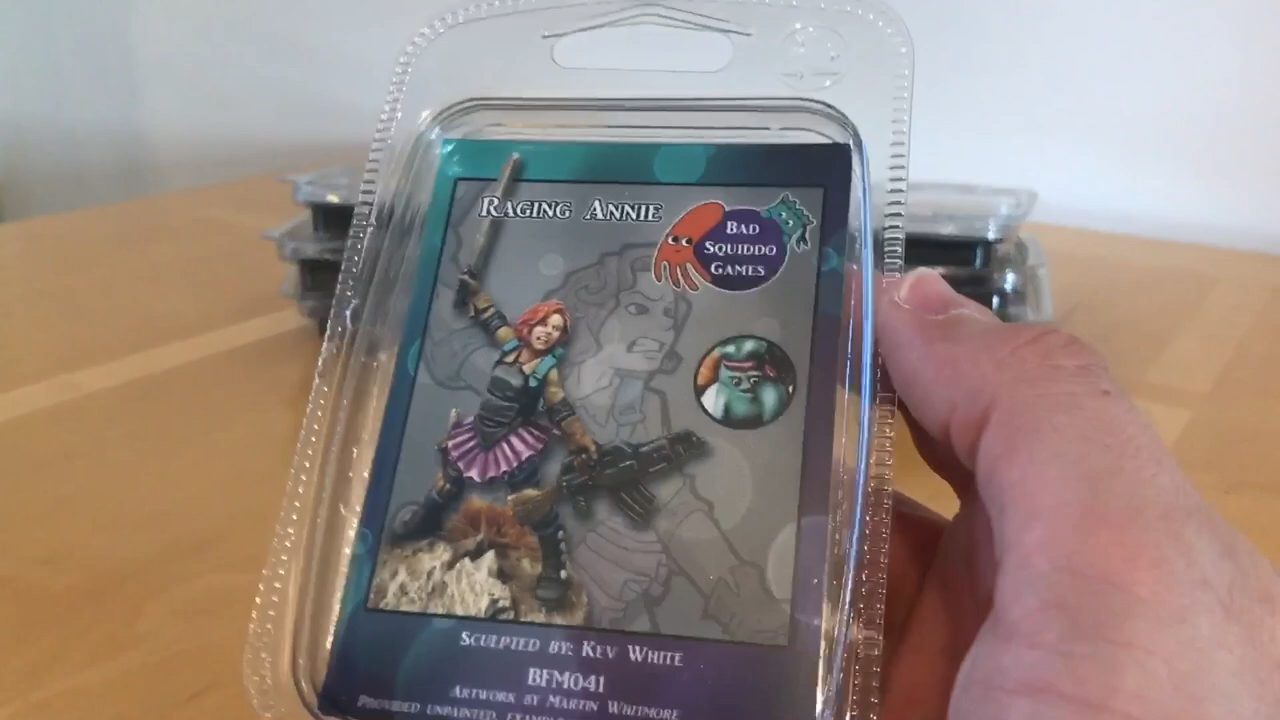 RAGING ANNIE
BAD
SQUIDDO
GAMES
SCULPTED BY: KEV WHITE
BFM041
ARTWORK BY MARTIN WHITMORE
PROVIDED UNPAINTED, EXAMPLE